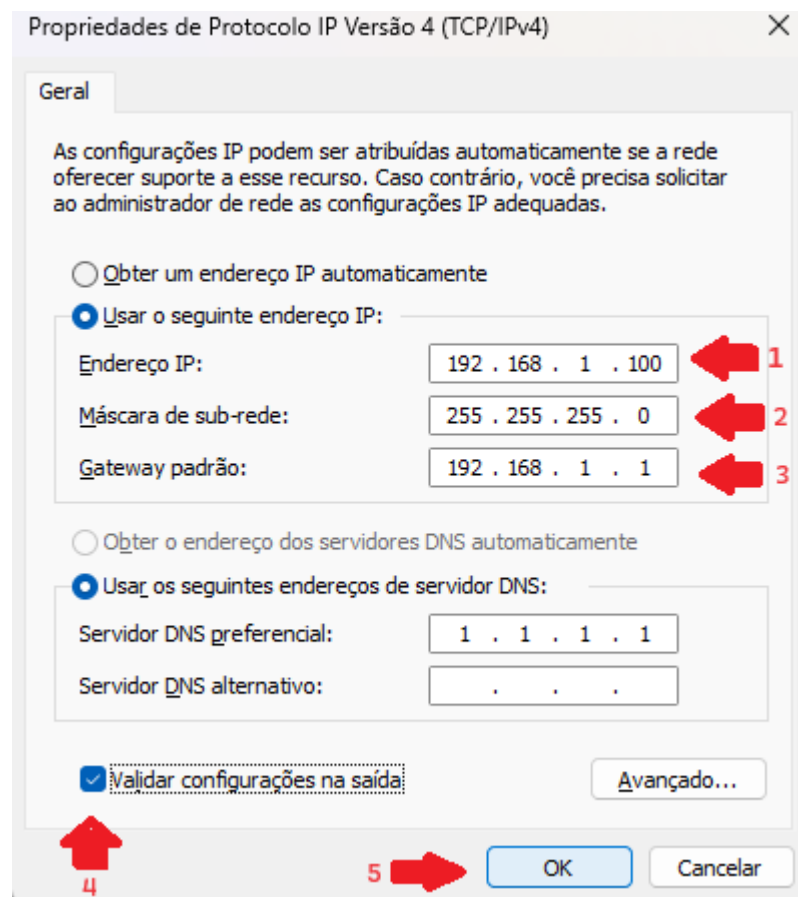 Propriedades de Protocolo IP Versão 4 (TCP/IPv4)
Geral
As configurações IP podem ser atribuídas automaticamente se a rede
oferecer suporte a esse recurso. Caso contrário, você precisa solicitar
ao administrador de rede as configurações IP adequadas.
Obter um endereço IP automaticamente
Usar o seguinte endereço IP:
Endereço IP: 192 . 168 . 1 . 100 1
Máscara de sub-rede: 255 . 255 . 255 . 0 2
Gateway padrão: 192 . 168 . 1 . 1 3
Obter o endereço dos servidores DNS automaticamente
Usar os seguintes endereços de servidor DNS:
Servidor DNS preferencial: 1 . 1 . 1 . 1
Servidor DNS alternativo: . . .
Validar configurações na saída Avançado...
4
5 OK Cancelar